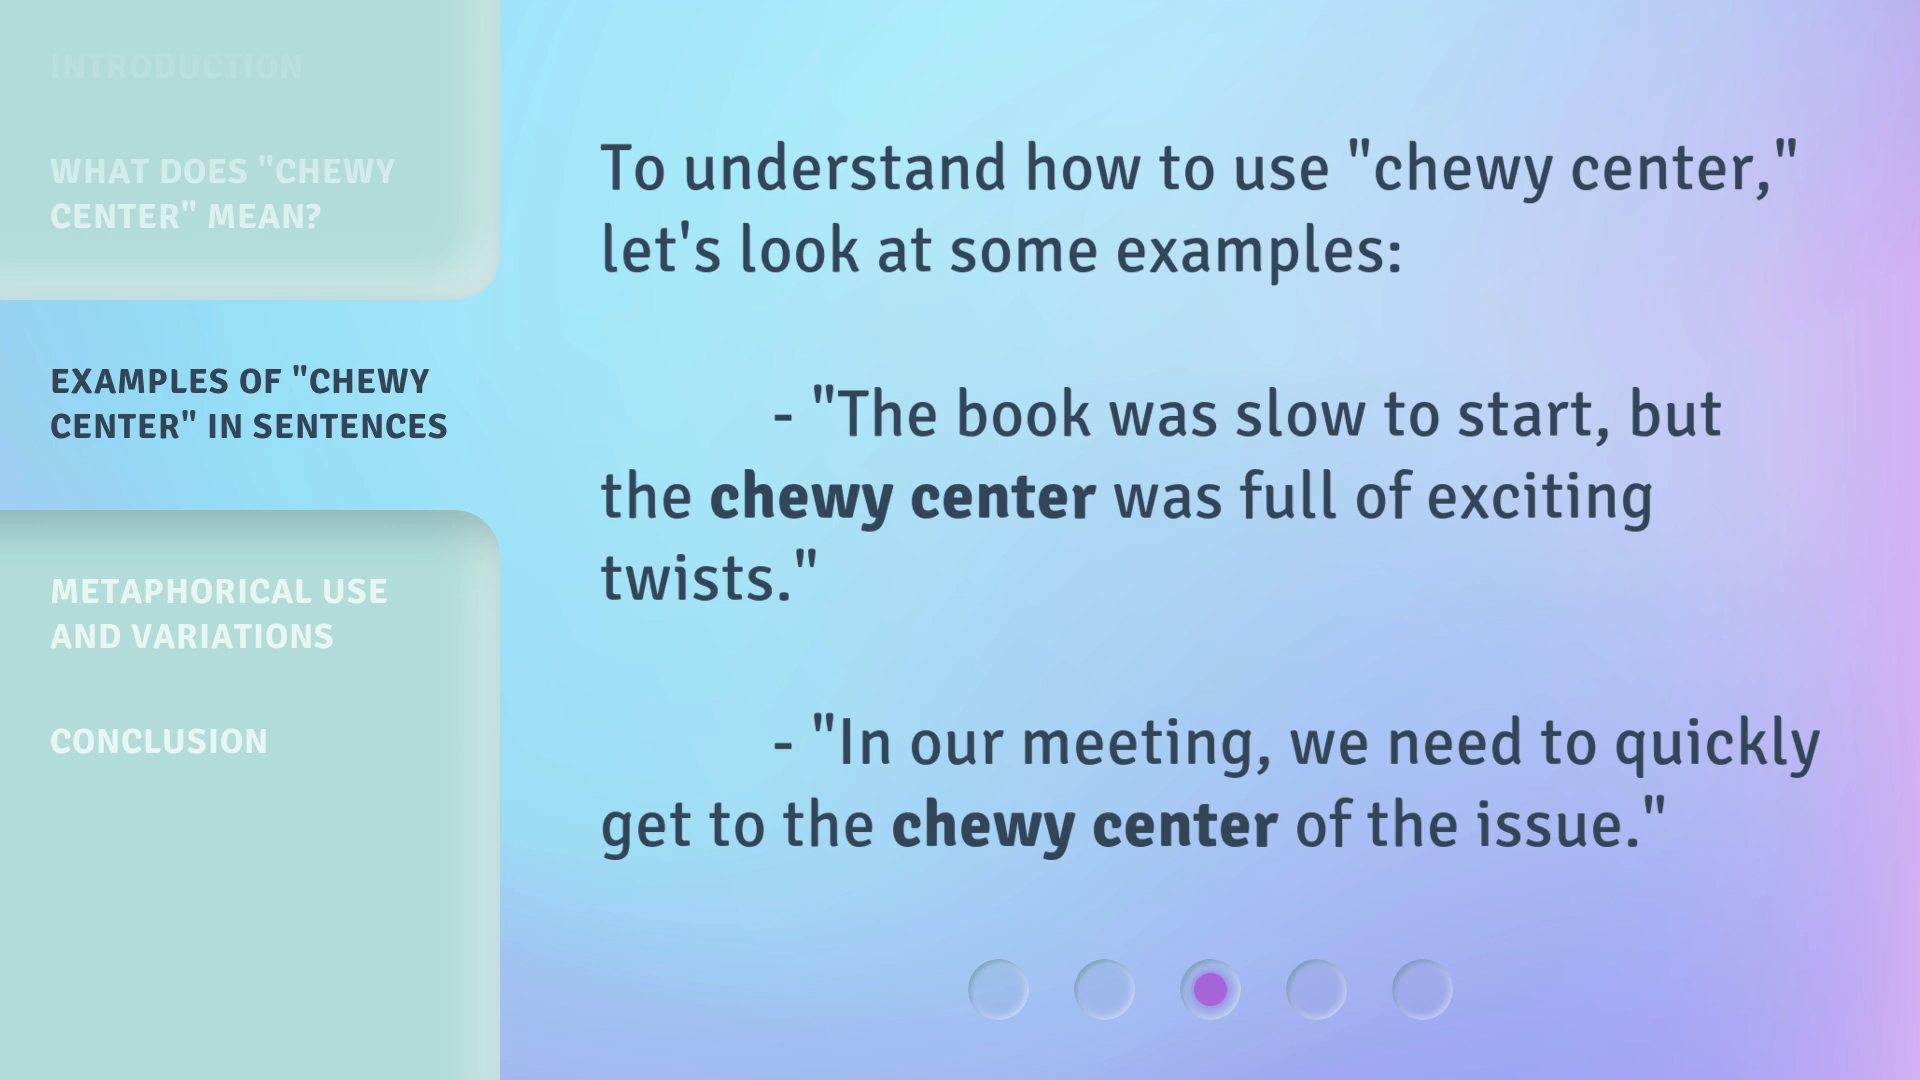 INTRODUCTION
WHAT DOES "CHEWY
CENTER" MEAN?
EXAMPLES OF "CHEWY
CENTER" IN SENTENCES
METAPHORICAL USE
AND VARIATIONS
CONCLUSION
To understand how to use "chewy center,"
let's look at some examples:
- "The book was slow to start, but
the chewy center was full of exciting
twists."
- "In our meeting, we need to quickly
get to the chewy center of the issue."